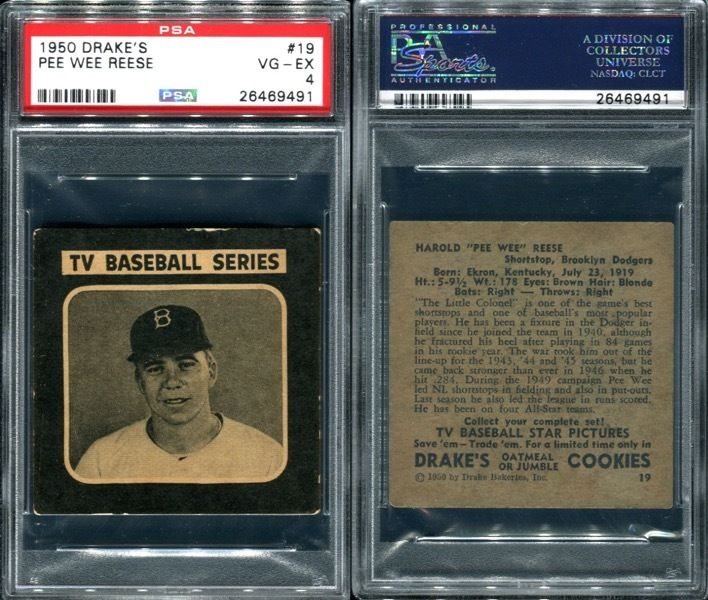 PSA
1950 DRAKE'S #19
PEE WEE REESE VG - EX
4
PSA 26469491
TV BASEBALL SERIES
B
PROFESSIONAL
PSA
Sports
AUTHENTICATOR
A DIVISION OF
COLLECTORS
UNIVERSE
NASDAQ: CLCT
26469491
HAROLD "PEE WEE" REESE
Shortstop, Brooklyn Dodgers
Born: Ekron, Kentucky, July 23, 1919
Ht.: 5-9½ Wt.: 178 Eyes: Brown Hair: Blonde
Bats: Right — Throws: Right
"The Little Colonel" is one of the game's best
shortstops and one of baseball's most popular
players. He has been a fixture in the Dodger in-
field since he joined the team in 1940, although
he fractured his heel after playing in 84 games
in his rookie year. The war took him out of the
line-up for the 1943, '44 and '45 seasons, but he
came back stronger than ever in 1946 when he
hit .284. During the 1949 campaign Pee Wee
led NL shortstops in fielding and also in put-outs.
Last season he also led the league in runs scored.
He has been on four All-Star teams.
Collect your complete set!
TV BASEBALL STAR PICTURES
Save 'em—Trade 'em. For a limited time only in
DRAKE'S OATMEAL OR JUMBLE COOKIES
© 1950 by Drake Bakeries, Inc. 19